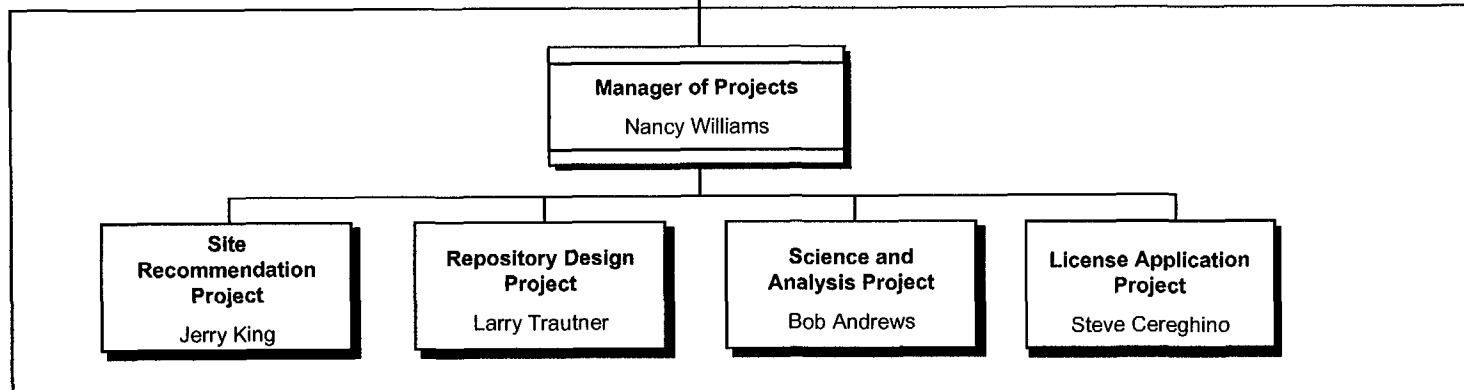 Manager of Projects
Nancy Williams
Site
Recommendation
Project
Jerry King
Repository Design
Project
Larry Trautner
Science and
Analysis Project
Bob Andrews
License Application
Project
Steve Cereghino